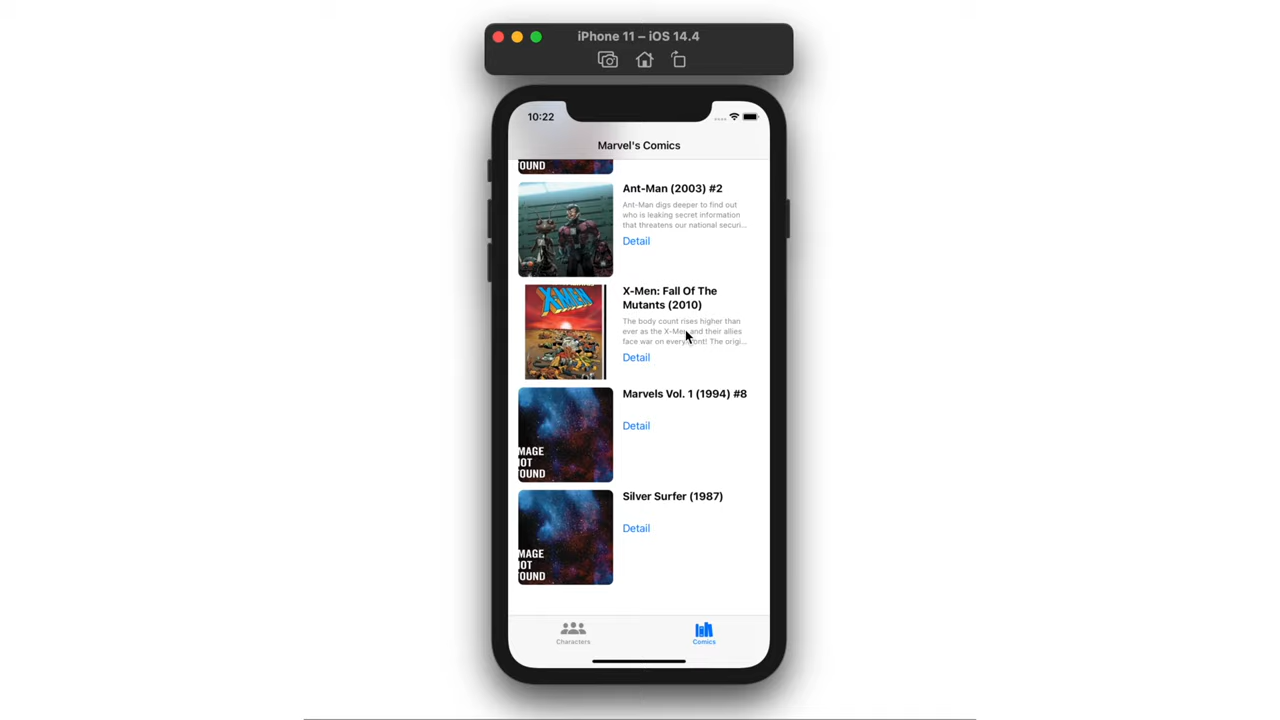 iPhone 11 – iOS 14.4
10:22
Marvel's Comics
OUND
Ant-Man (2003) #2
Ant-Man digs deeper to find out
who is leaking secret information
that threatens our national securi...
Detail
X-MEN
X-Men: Fall Of The
Mutants (2010)
The body count rises higher than
ever as the X-Men and their allies
face war on every front! The origi...
Detail
MAGE
NOT
OUND
Marvels Vol. 1 (1994) #8
Detail
MAGE
NOT
OUND
Silver Surfer (1987)
Detail
Characters
Comics